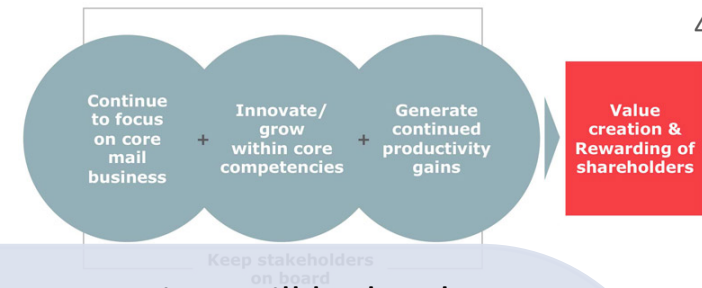 Continue
to focus
on core
mail
business
+
Innovate/
grow
within core
competencies
+
Generate
continued
productivity
gains
Value
creation &
Rewarding of
shareholders
Keep stakeholders
on board